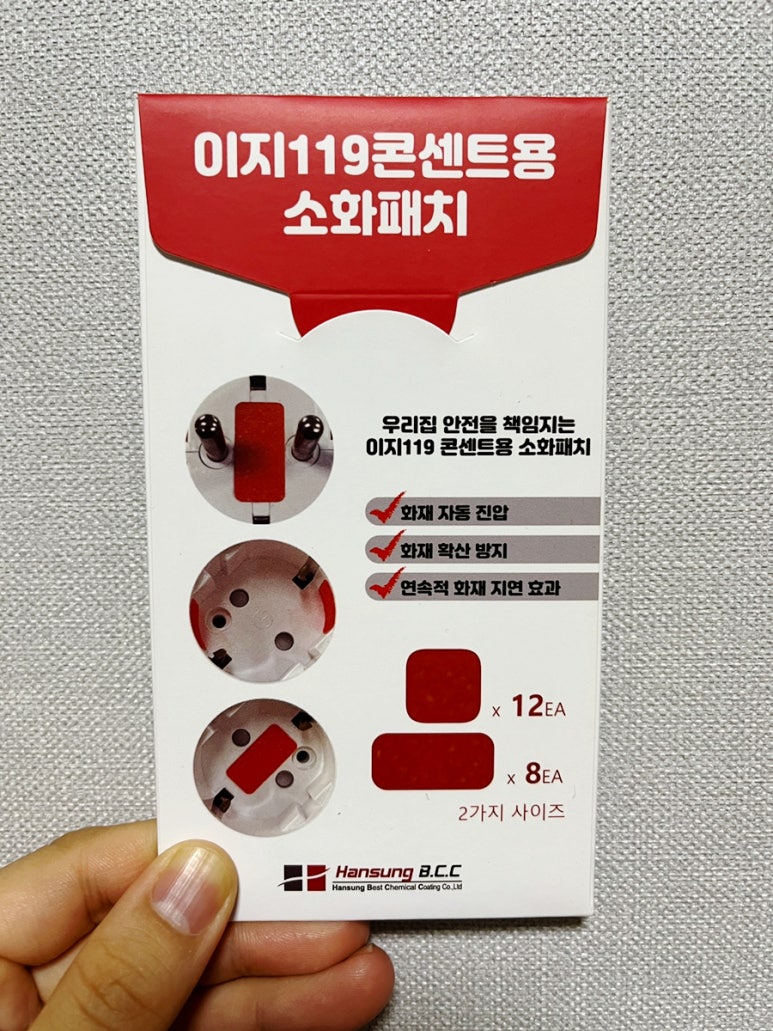 이지119콘센트용
소화패치
우리집 안전을 책임지는
이지119 콘센트용 소화패치
화재 자동 진압
화재 확산 방지
연속적 화재 지연 효과
x 12EA
x 8EA
2가지 사이즈
Hansung B.C.C
Hansung Best Chemical Coating Co.,Ltd